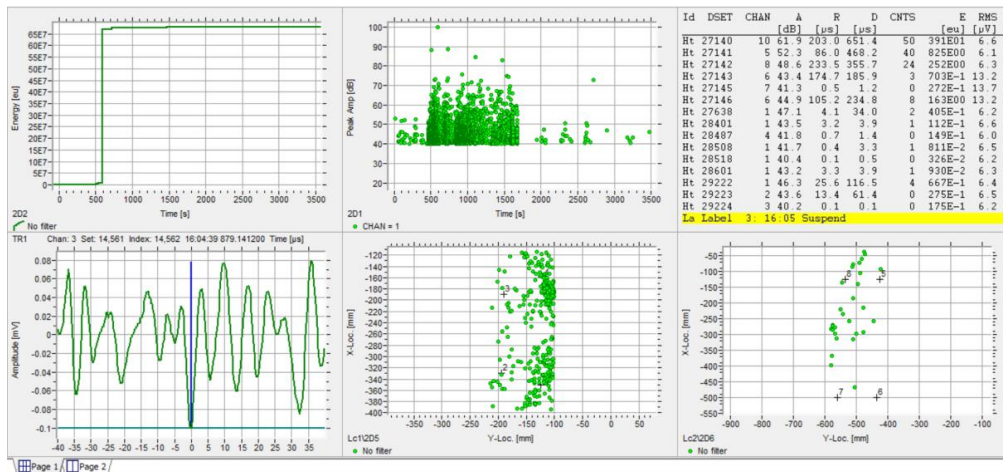 65E7
60E7
55E7
50E7
45E7
40E7
35E7
30E7
25E7
20E7
15E7
10E7
5E7
0
Energy [eu]
0 500 1000 1500 2000 2500 3000 3500
2D2 Time [s]
No filter
100
90
80
70
60
50
40
30
20
Peak Amp [dB]
0 500 1000 1500 2000 2500 3000 3500
2D1 Time [s]
CHAN = 1
Id DSET CHAN A R D CNTS E RMS
[dB] [µs] [µs] [eu] [µV]
Ht 27140 10 61.9 203.0 651.4 50 391E01 6.6
Ht 27141 5 52.3 86.0 468.2 40 825E00 6.1
Ht 27142 8 48.6 233.5 355.7 24 252E00 6.3
Ht 27143 6 43.4 174.7 185.9 3 703E-1 13.2
Ht 27145 7 41.3 0.5 1.2 0 272E-1 13.7
Ht 27146 6 44.9 105.2 234.8 8 163E00 13.2
Ht 27638 1 47.1 4.1 34.0 2 405E-1 6.2
Ht 28401 1 43.5 3.2 3.9 1 112E-1 6.6
Ht 28487 4 41.8 0.7 1.4 0 149E-1 6.0
Ht 28508 1 41.7 0.4 3.3 1 811E-2 6.5
Ht 28518 1 40.4 0.1 0.5 0 326E-2 6.2
Ht 28601 1 43.2 3.3 3.9 1 930E-2 6.3
Ht 29222 1 46.3 25.6 116.5 4 667E-1 6.4
Ht 29223 2 43.6 13.4 61.4 0 275E-1 6.5
Ht 29224 3 40.2 0.1 0.1 0 175E-1 6.2
La Label 3: 16:05 Suspend
TR1 Chan: 3 Set: 14,561 Index: 14,562 16:04:39 879.141200 Time [µs]
0.08
0.06
0.04
0.02
0
-0.02
-0.04
-0.06
-0.08
-0.1
Amplitude [mV]
-40 -35 -30 -25 -20 -15 -10 -5 0 5 10 15 20 25 30 35
-120
-140
-160
-180
-200
-220
-240
-260
-280
-300
-320
-340
-360
-380
-400
X-Loc. [mm]
3
2
-350 -300 -250 -200 -150 -100 -50 0 50
Lc1\2D5 Y-Loc. [mm]
No filter
-50
-100
-150
-200
-250
-300
-350
-400
-450
-500
-550
X-Loc. [mm]
8 5
7 6
-800 -700 -600 -500 -400 -300 -200 -100
Lc2\2D6 Y-Loc. [mm]
No filter
Page 1 Page 2